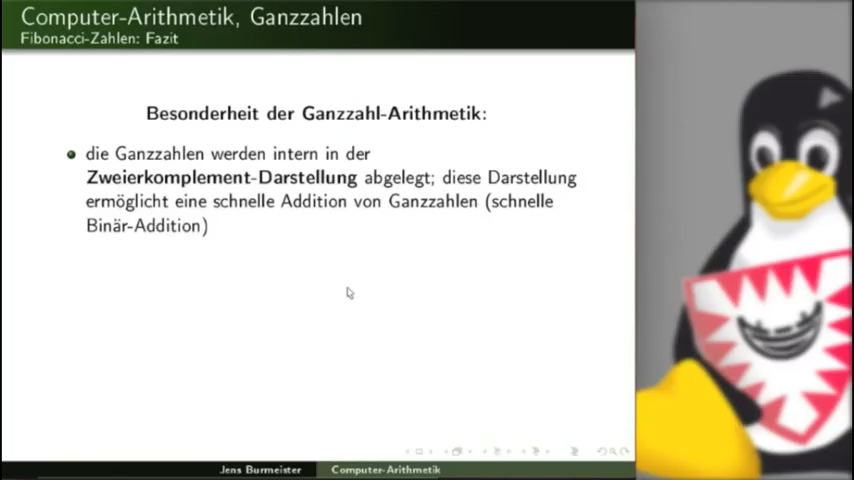 Computer-Arithmetik, Ganzzahlen
Fibonacci-Zahlen: Fazit
Besonderheit der Ganzzahl-Arithmetik:
die Ganzzahlen werden intern in der
Zweierkomplement-Darstellung abgelegt; diese Darstellung
ermöglicht eine schnelle Addition von Ganzzahlen (schnelle
Binär-Addition)
Jens Burmeister Computer-Arithmetik